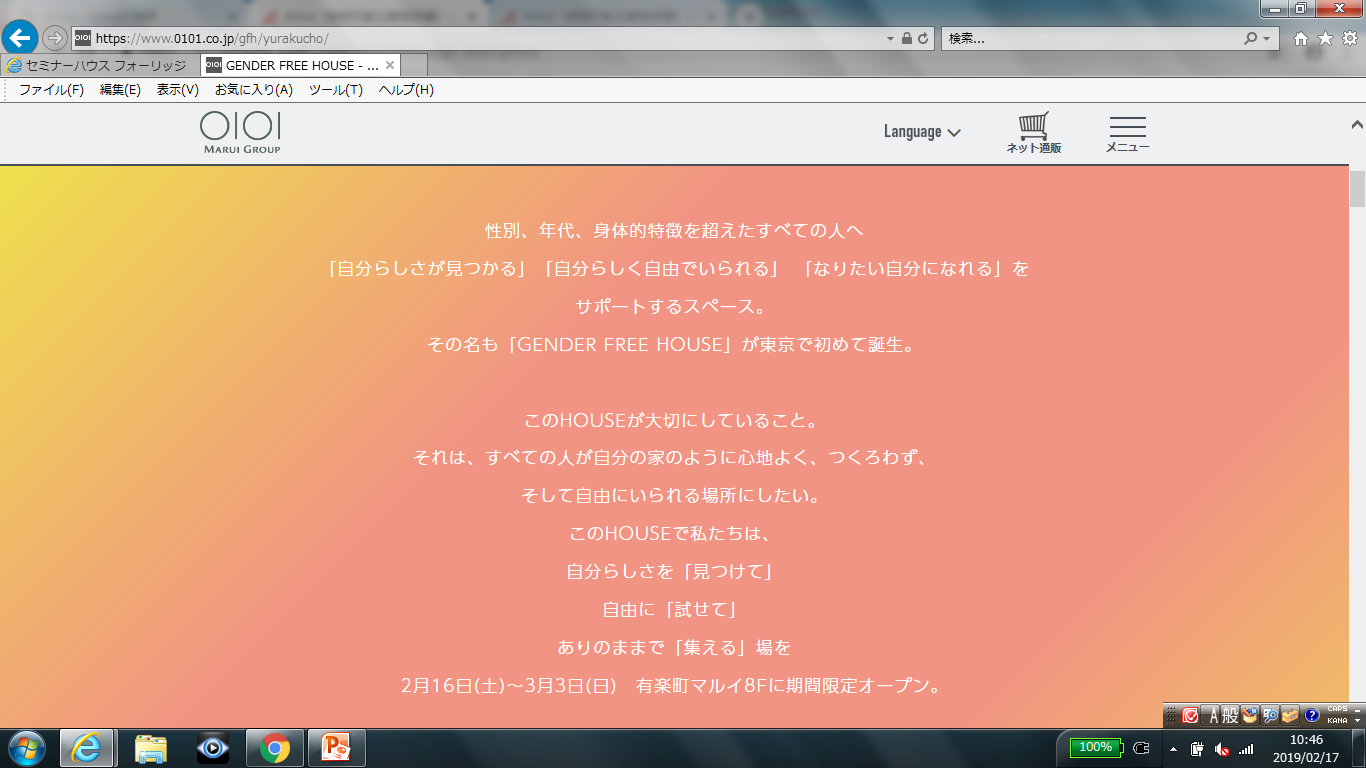 https://www.0101.co.jp/gfh/yurakucho/
検索...
セミナーハウス フォーリッジ
GENDER FREE HOUSE - ...
ファイル(F) 編集(E) 表示(V) お気に入り(A) ツール(T) ヘルプ(H)
OIOI
MARUI GROUP
Language
ネット通販
メニュー
性別、年代、身体的特徴を超えたすべての人へ
「自分らしさが見つかる」「自分らしく自由でいられる」 「なりたい自分になれる」を
サポートするスペース。
その名も「GENDER FREE HOUSE」が東京で初めて誕生。
このHOUSEが大切にしていること。
それは、すべての人が自分の家のように心地よく、つくろわず、
そして自由にいられる場所にしたい。
このHOUSEで私たちは、
自分らしさを「見つけて」
自由に「試せて」
ありのままで「集える」場を
2月16日(土)～3月3日(日) 有楽町マルイ8Fに期間限定オープン。
A 般
CAPS
KANA
100%
10:46
2019/02/17